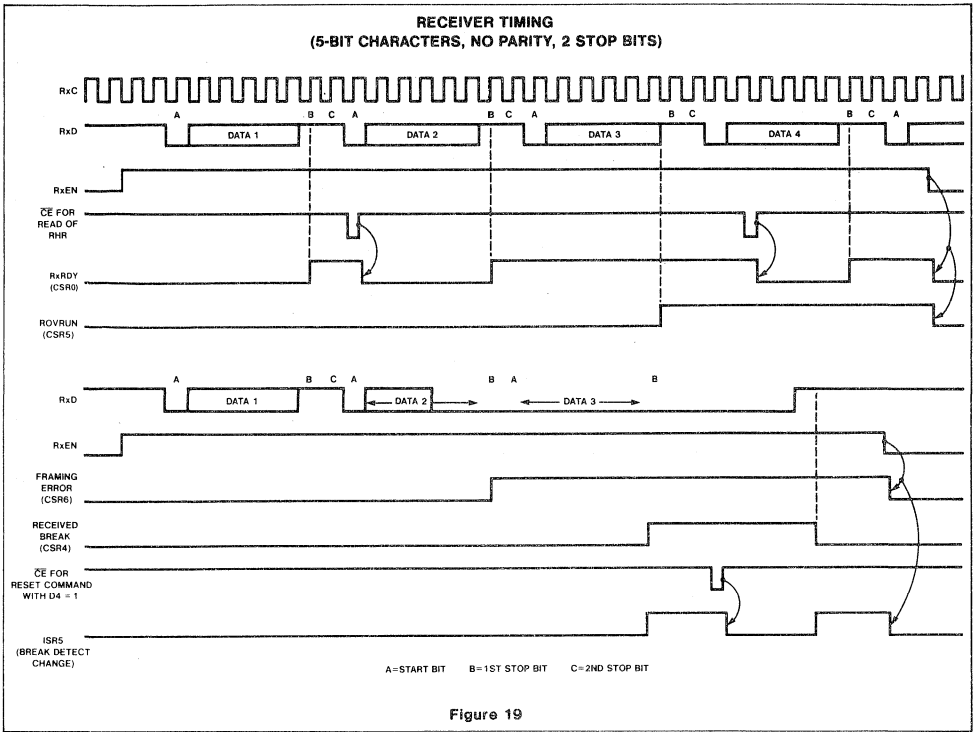 RECEIVER TIMING
(5-BIT CHARACTERS, NO PARITY, 2 STOP BITS)
RxC
A B C A B C A B C B C A
RxD
DATA 1 DATA 2 DATA 3 DATA 4
RxEN
CE FOR
READ OF
RHR
RxRDY
(CSR0)
ROVRUN
(CSR5)
A B C A B A B
RxD
DATA 1 DATA 2 DATA 3
RxEN
FRAMING
ERROR
(CSR6)
RECEIVED
BREAK
(CSR4)
CE FOR
RESET COMMAND
WITH D4 = 1
ISR5
(BREAK DETECT
CHANGE)
A=START BIT B=1ST STOP BIT C=2ND STOP BIT
Figure 19